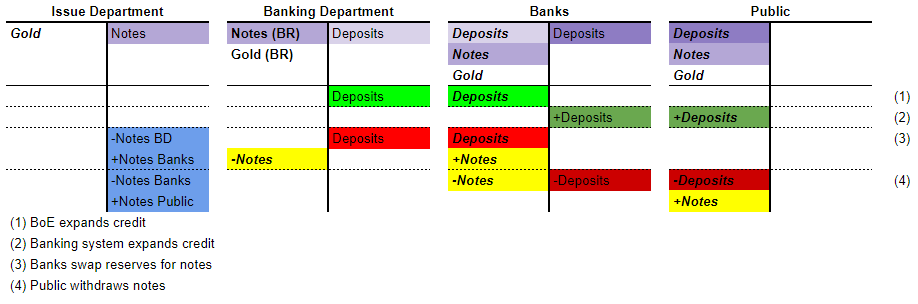 Issue Department Banking Department Banks Public
Gold Notes Notes (BR) Deposits Deposits Deposits Deposits
Gold (BR) Notes Notes
Gold Gold
Deposits Deposits (1)
+Deposits +Deposits (2)
-Notes BD Deposits Deposits (3)
+Notes Banks -Notes +Notes
-Notes Banks -Notes -Deposits -Deposits (4)
+Notes Public +Notes
(1) BoE expands credit
(2) Banking system expands credit
(3) Banks swap reserves for notes
(4) Public withdraws notes